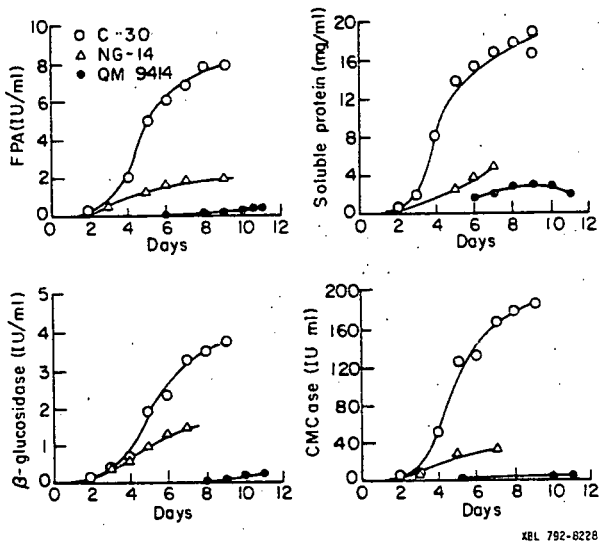 C-30
NG-14
QM 9414
FPA(IU/ml)
10
8
6
4
2
0
0 2 4 6 8 10 12
Days
Soluble protein (mg/ml)
20
16
12
8
4
0
0 2 4 6 8 10 12
Days
β-glucosidase (IU/ml)
5
4
3
2
1
0
0 2 4 6 8 10 12
Days
CMCase (IU ml)
200
160
120
80
40
0
0 2 4 6 8 10 12
Days
XBL 792-8228